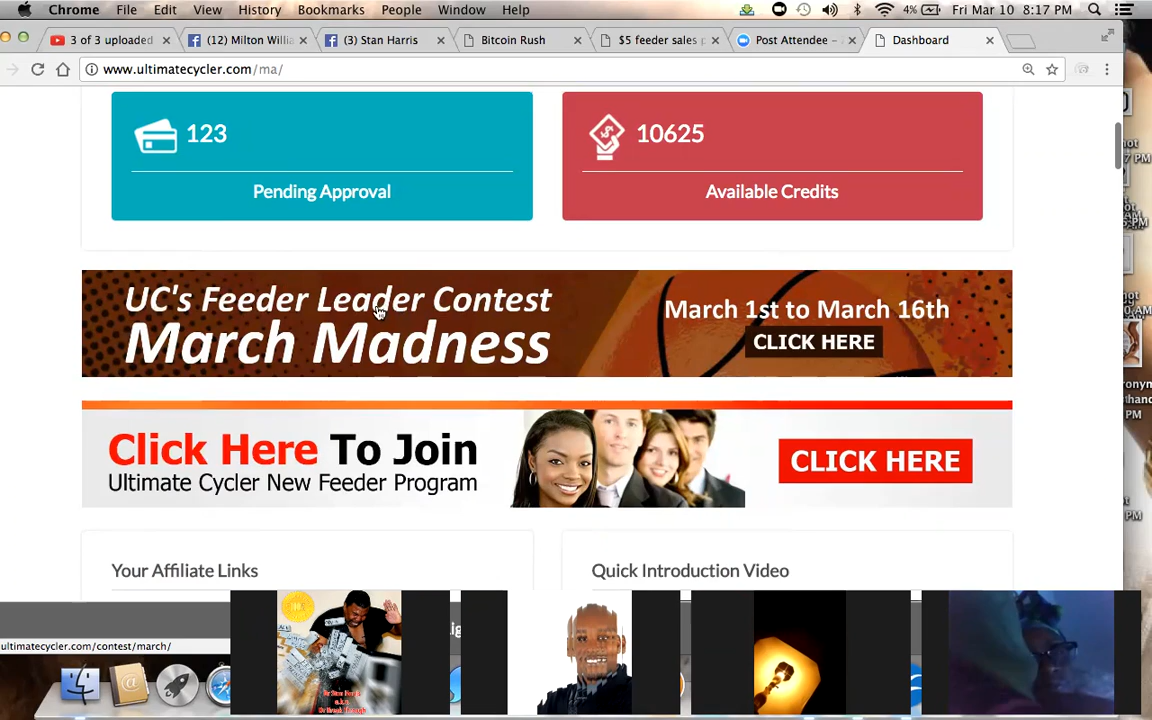 Chrome File Edit View History Bookmarks People Window Help 4% Fri Mar 10 8:17 PM
3 of 3 uploaded (12) Milton Willia (3) Stan Harris Bitcoin Rush $5 feeder sales p Post Attendee - Dashboard
www.ultimatecycler.com/ma/
123
Pending Approval
10625
Available Credits
UC's Feeder Leader Contest
March Madness
March 1st to March 16th
CLICK HERE
Click Here To Join
Ultimate Cycler New Feeder Program
CLICK HERE
Your Affiliate Links
Quick Introduction Video
ultimatecycler.com/contest/march/